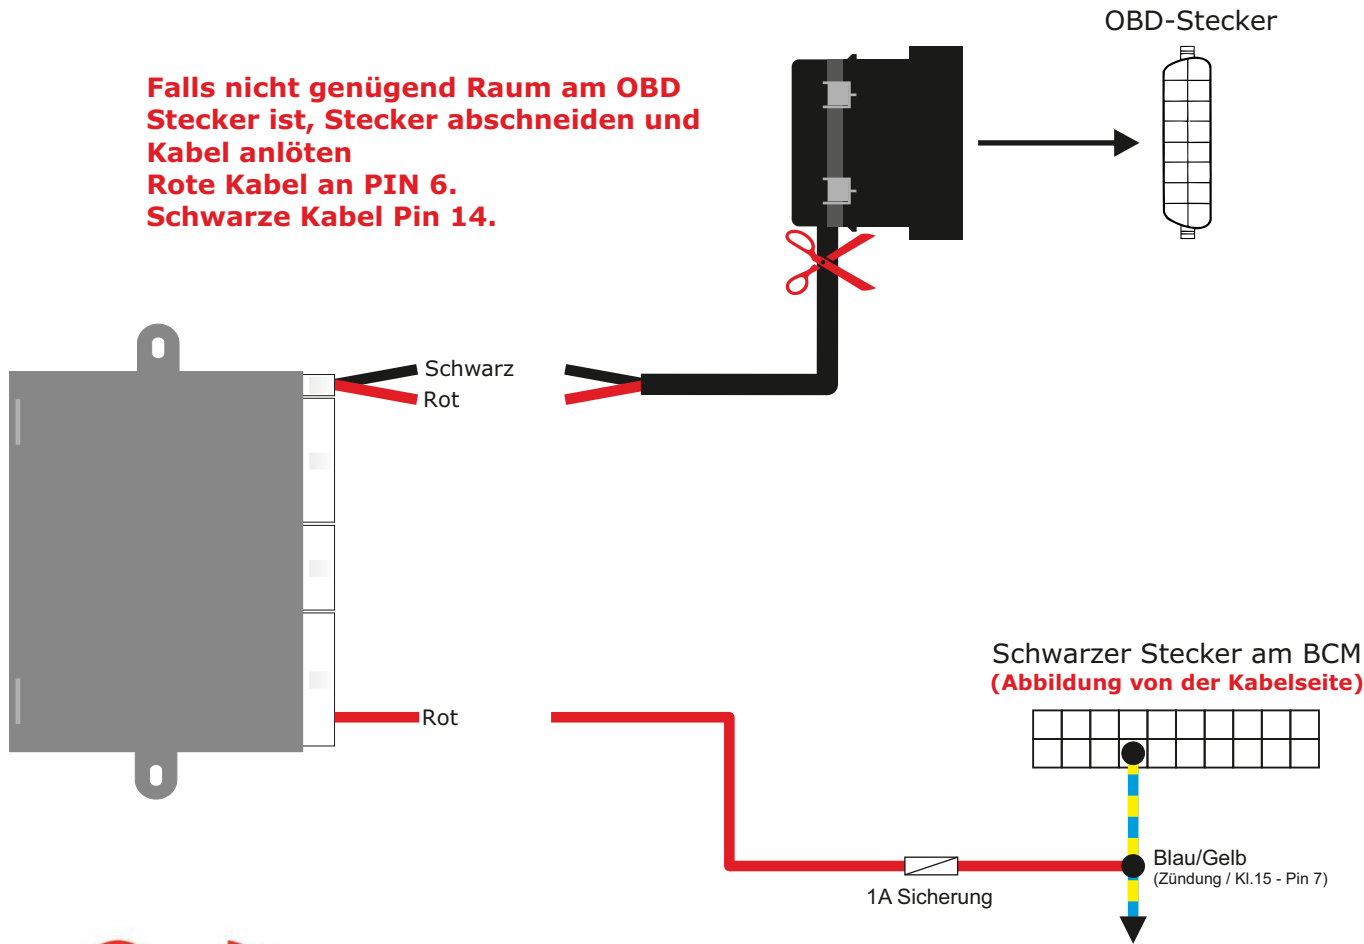 OBD-Stecker
Falls nicht genügend Raum am OBD
Stecker ist, Stecker abschneiden und
Kabel anlöten
Rote Kabel an PIN 6.
Schwarze Kabel Pin 14.
Schwarz
Rot
Schwarzer Stecker am BCM
(Abbildung von der Kabelseite)
Rot
Blau/Gelb
(Zündung / Kl.15 - Pin 7)
1A Sicherung